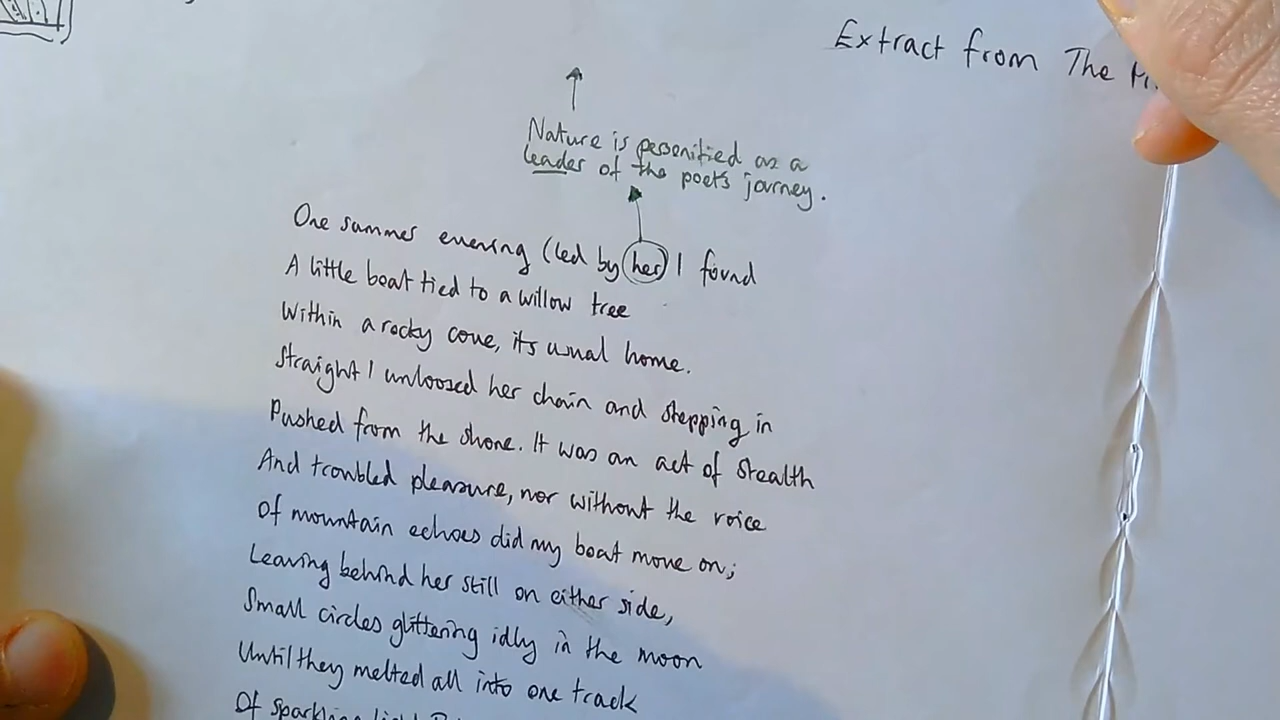 Extract from The
Nature is personified as a
leader of the poet's journey.
One summer evening (led by her) I found
A little boat tied to a willow tree
Within a rocky cove, its usual home.
Straight I unloosed her chain and stepping in
Pushed from the shore. It was an act of stealth
And troubled pleasure, nor without the voice
Of mountain echoes did my boat move on;
Leaving behind her still on either side,
Small circles glittering idly in the moon
Until they melted all into one track
Of sparkling light